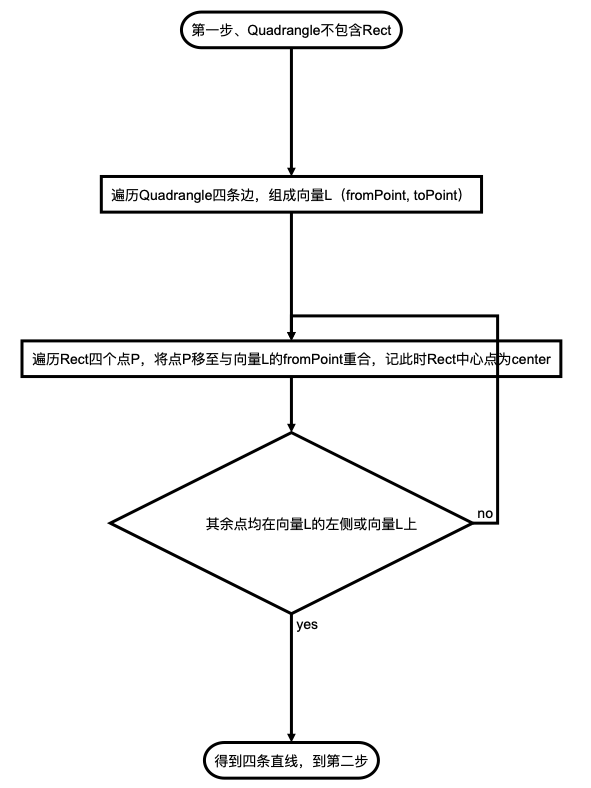 第一步、Quadrangle不包含Rect
遍历Quadrangle四条边，组成向量L（fromPoint, toPoint）
遍历Rect四个点P，将点P移至与向量L的fromPoint重合，记此时Rect中心点为center
其余点均在向量L的左侧或向量L上
no
yes
得到四条直线，到第二步